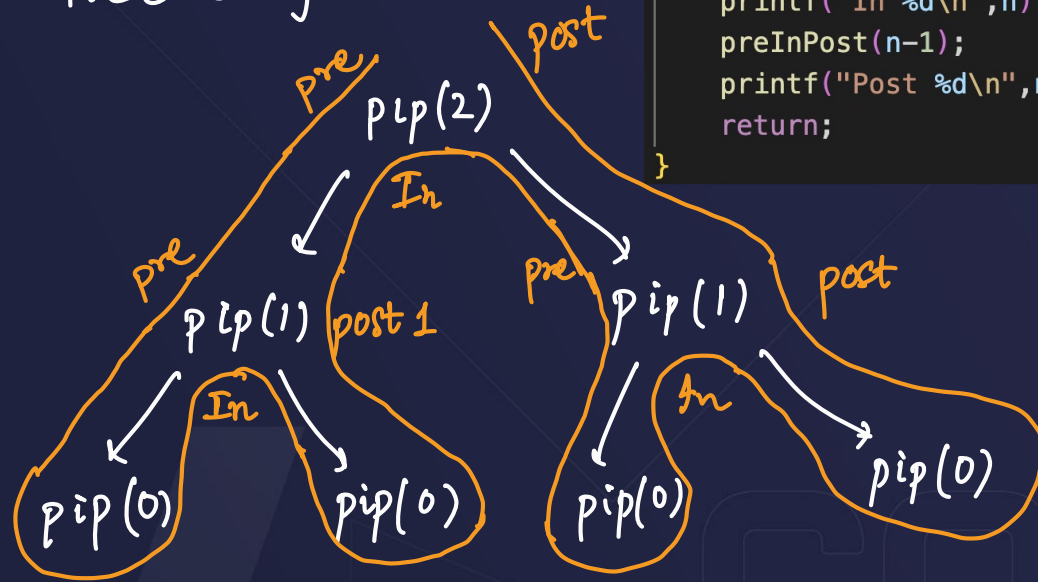 printf("In %d\n",n)
preInPost(n-1);
printf("Post %d\n",
return;
}
pre
post
pip(2)
In
pre
pre
post
pip(1)
post 1
pip(1)
In
In
pip(0)
pip(0)
pip(0)
pip(0)